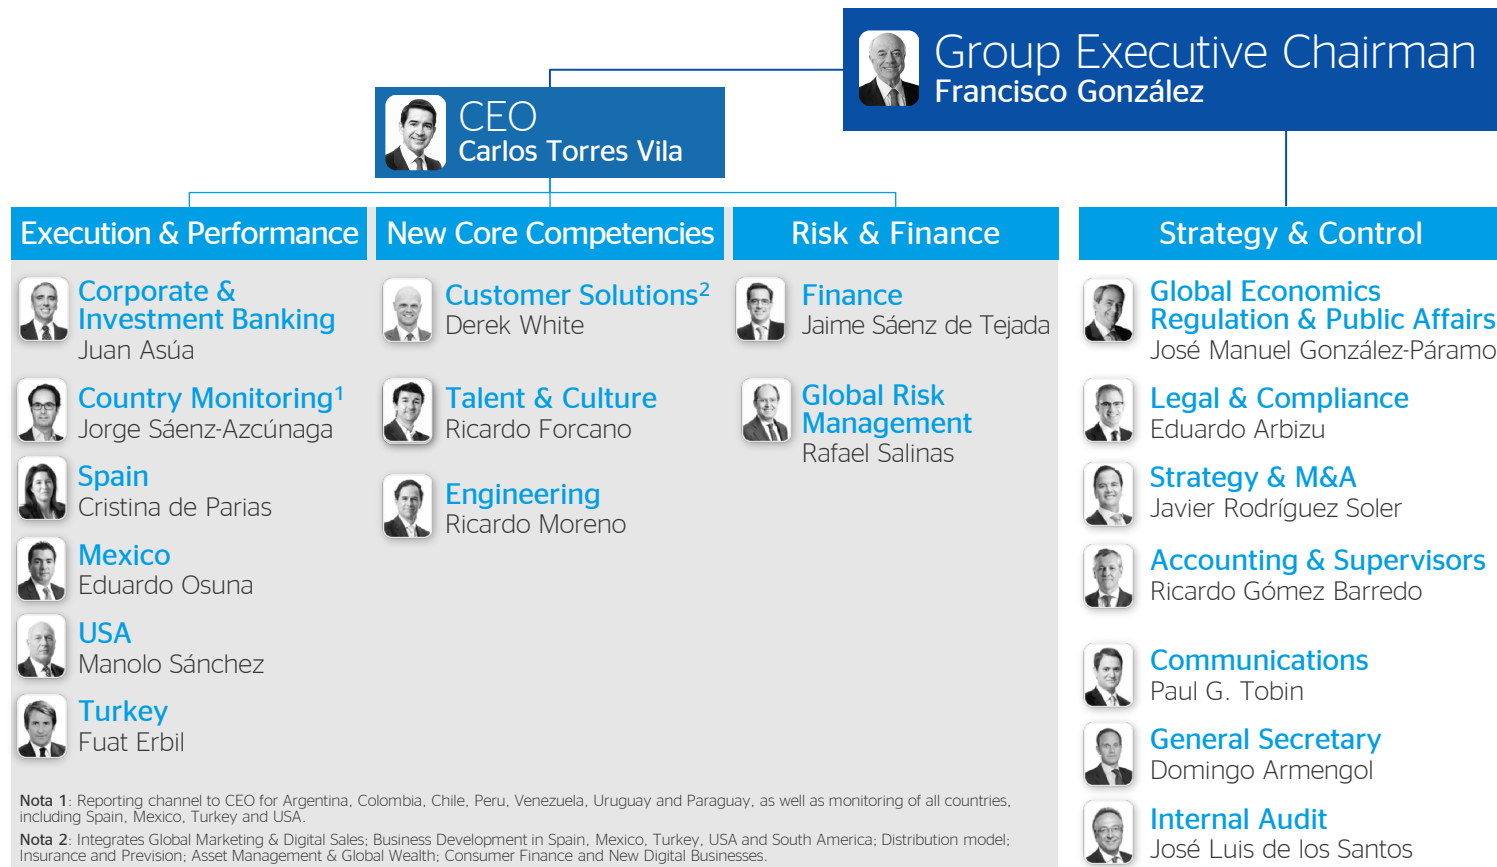 Group Executive Chairman
Francisco González
CEO
Carlos Torres Vila
Execution & Performance
Corporate &
Investment Banking
Juan Asúa
Country Monitoring¹
Jorge Sáenz-Azcúnaga
Spain
Cristina de Parias
Mexico
Eduardo Osuna
USA
Manolo Sánchez
Turkey
Fuat Erbil
New Core Competencies
Customer Solutions²
Derek White
Talent & Culture
Ricardo Forcano
Engineering
Ricardo Moreno
Risk & Finance
Finance
Jaime Sáenz de Tejada
Global Risk
Management
Rafael Salinas
Strategy & Control
Global Economics
Regulation & Public Affairs
José Manuel González-Páramo
Legal & Compliance
Eduardo Arbizu
Strategy & M&A
Javier Rodríguez Soler
Accounting & Supervisors
Ricardo Gómez Barredo
Communications
Paul G. Tobin
General Secretary
Domingo Armengol
Internal Audit
José Luis de los Santos
Nota 1: Reporting channel to CEO for Argentina, Colombia, Chile, Peru, Venezuela, Uruguay and Paraguay, as well as monitoring of all countries,
including Spain, Mexico, Turkey and USA.
Nota 2: Integrates Global Marketing & Digital Sales; Business Development in Spain, Mexico, Turkey, USA and South America; Distribution model;
Insurance and Prevision; Asset Management & Global Wealth; Consumer Finance and New Digital Businesses.